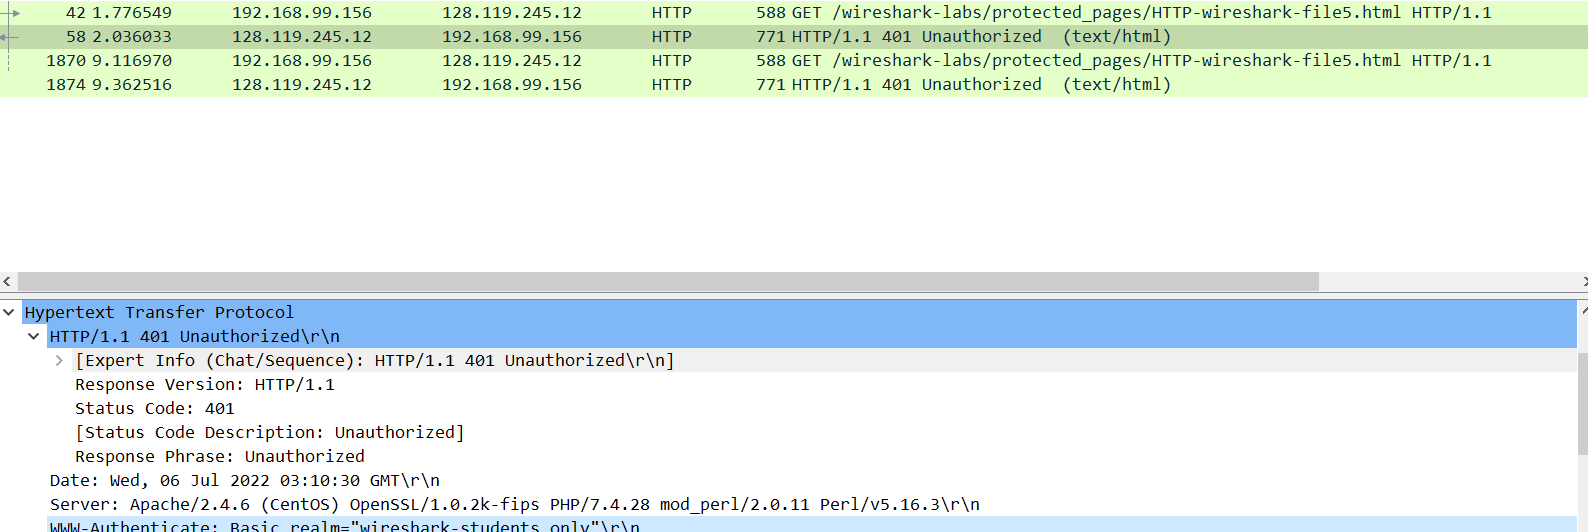 42 1.776549 192.168.99.156 128.119.245.12 HTTP 588 GET /wireshark-labs/protected_pages/HTTP-wireshark-file5.html HTTP/1.1
58 2.036033 128.119.245.12 192.168.99.156 HTTP 771 HTTP/1.1 401 Unauthorized (text/html)
1870 9.116970 192.168.99.156 128.119.245.12 HTTP 588 GET /wireshark-labs/protected_pages/HTTP-wireshark-file5.html HTTP/1.1
1874 9.362516 128.119.245.12 192.168.99.156 HTTP 771 HTTP/1.1 401 Unauthorized (text/html)
Hypertext Transfer Protocol
HTTP/1.1 401 Unauthorized\r\n
[Expert Info (Chat/Sequence): HTTP/1.1 401 Unauthorized\r\n]
Response Version: HTTP/1.1
Status Code: 401
[Status Code Description: Unauthorized]
Response Phrase: Unauthorized
Date: Wed, 06 Jul 2022 03:10:30 GMT\r\n
Server: Apache/2.4.6 (CentOS) OpenSSL/1.0.2k-fips PHP/7.4.28 mod_perl/2.0.11 Perl/v5.16.3\r\n
WWW-Authenticate: Basic realm="wireshark-students only"\r\n